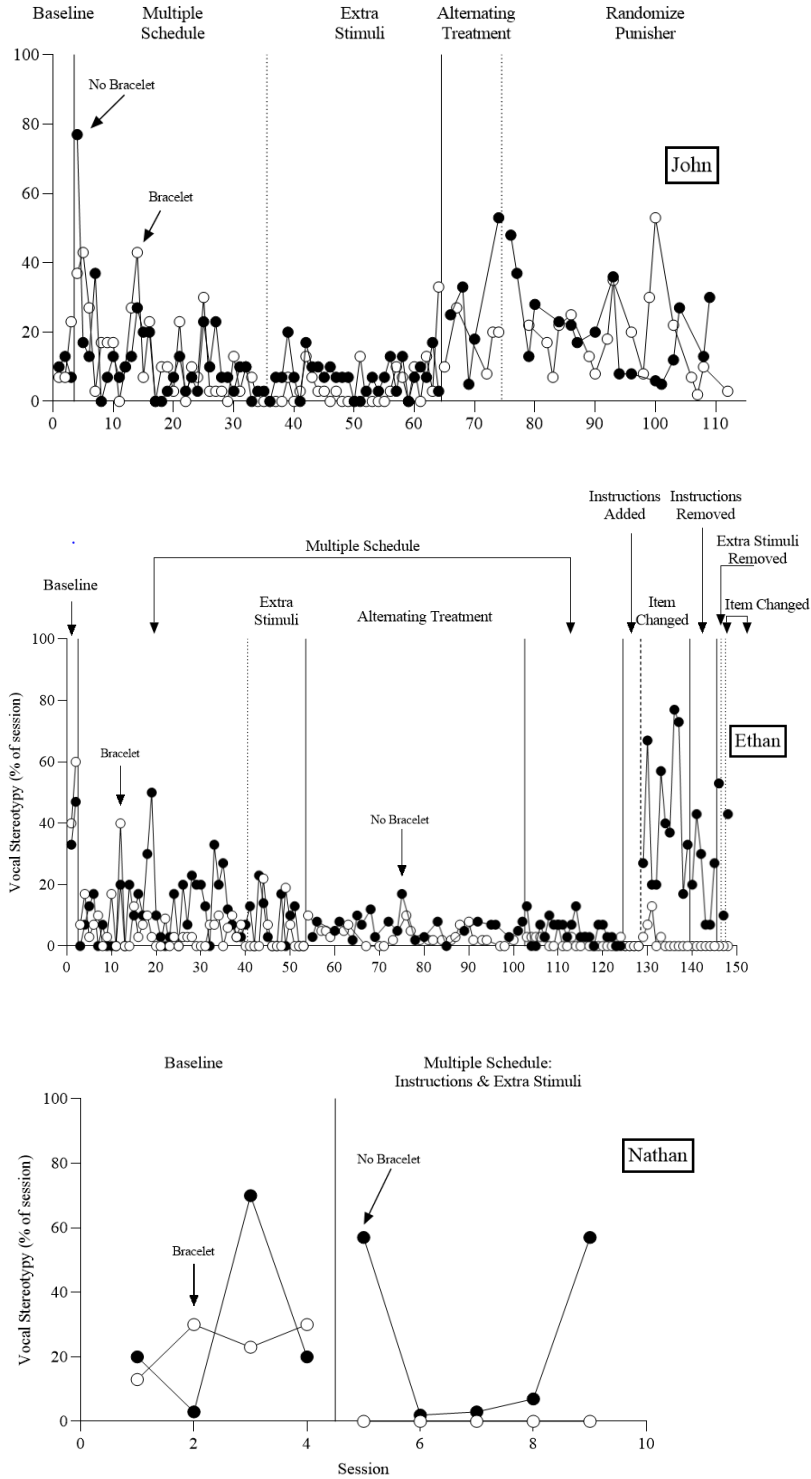 Baseline Multiple Extra Alternating Randomize
Schedule Stimuli Treatment Punisher
100
No Bracelet
80
John
60
Bracelet
40
20
0
0 10 20 30 40 50 60 70 80 90 100 110
Instructions Instructions
Added Removed
Extra Stimuli
Removed
Multiple Schedule
Baseline
Extra Item Item Changed
Stimuli Alternating Treatment Changed
100
80
Ethan
Bracelet
60
Vocal Stereotypy (% of session)
No Bracelet
40
20
0
0 10 20 30 40 50 60 70 80 90 100 110 120 130 140 150
Baseline Multiple Schedule:
Instructions & Extra Stimuli
100
Nathan
No Bracelet
80
Vocal Stereotypy (% of session)
60
Bracelet
40
20
0
0 2 4 6 8 10
Session